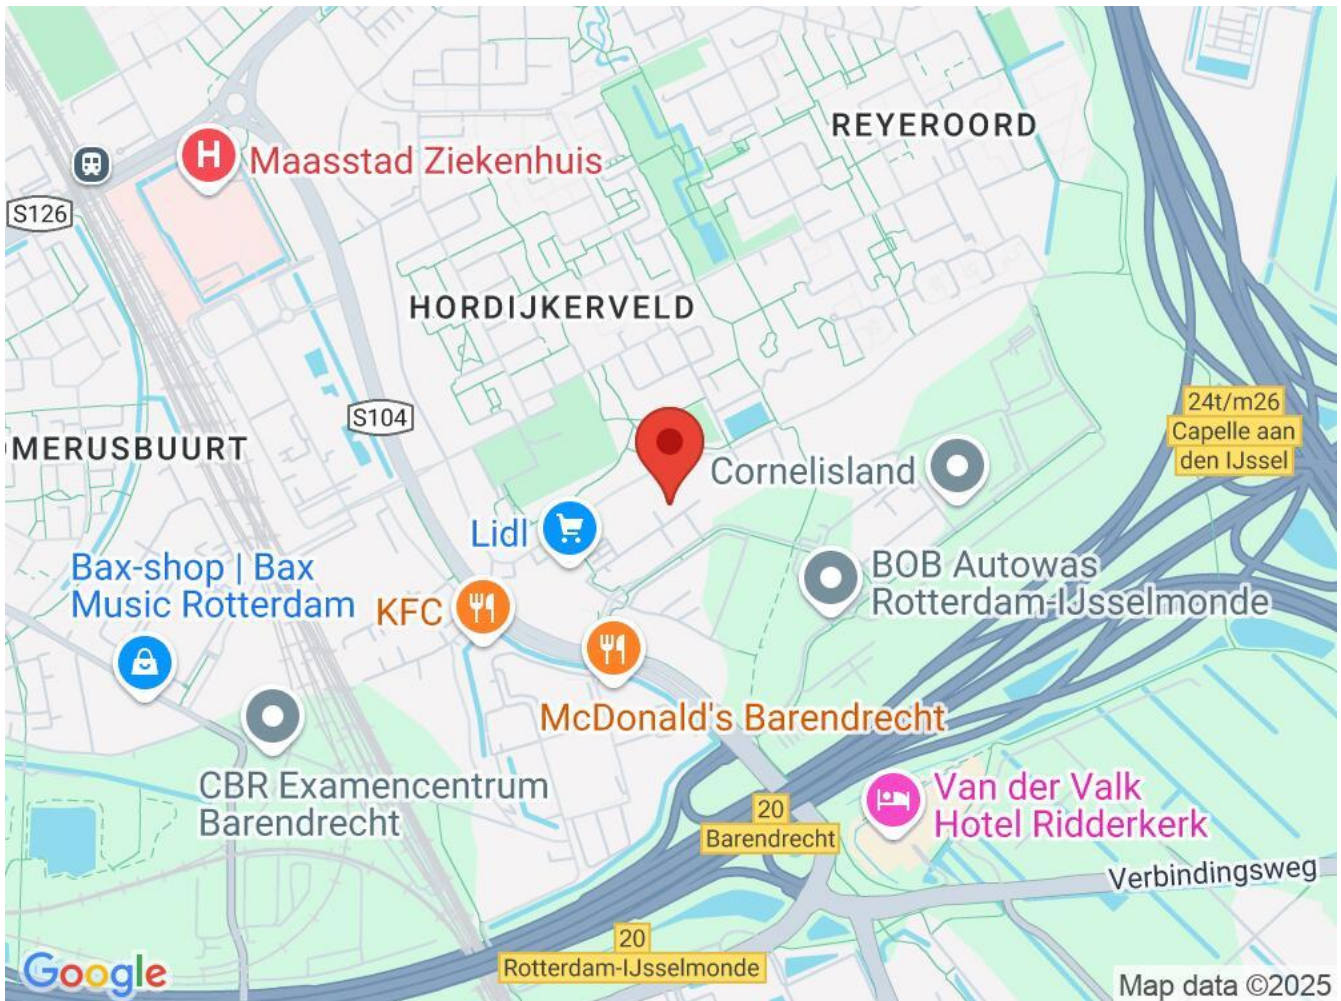 REYEROORD
H
Maasstad Ziekenhuis
S126
HORDIJKERVELD
24t/m26
Capelle aan
den IJssel
S104
MERUSBUURT
Cornelisland
Lidl
BOB Autowas
Rotterdam-IJsselmonde
Bax-shop | Bax
Music Rotterdam
KFC
McDonald's Barendrecht
CBR Examencentrum
Barendrecht
Van der Valk
Hotel Ridderkerk
20
Barendrecht
Verbindingsweg
20
Rotterdam-IJsselmonde
Google
Map data ©2025